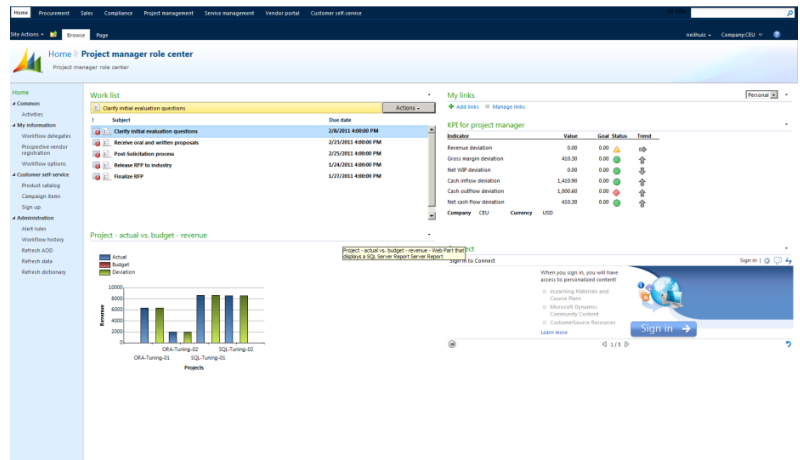 Home Procurement Sales Compliance Project management Service management Vendor portal Customer self-service
Site Actions Browse Page
neilhuiz CompanyCEU
Home Project manager role center
Project manager role center
Home
Common
Activities
My information
Workflow delegates
Prospective vendor
registration
Workflow options
Customer self-service
Product catalog
Campaign items
Sign up
Administration
Alert rules
Workflow history
Refresh AOD
Refresh data
Refresh dictionary
Work list
Clarify initial evaluation questions Actions
! Subject Due date
Clarify initial evaluation questions 2/8/2011 4:00:00 PM
Receive oral and written proposals 2/23/2011 4:00:00 PM
Post-Solicitation process 2/25/2011 4:00:00 PM
Release RFP to industry 1/24/2011 4:00:00 PM
Finalize RFP 1/27/2011 4:00:00 PM
Project - actual vs. budget - revenue
Project - actual vs. budget - revenue - Web Part that
displays a SQL Server Report Server Report
Actual
Budget
Deviation
10000
8000
6000
4000
2000
0
Revenue
ORA-Tuning-02 SQL-Tuning-02
ORA-Tuning-01 SQL-Tuning-01
Projects
My links Personal
Add links Manage links
KPI for project manager
Indicator Value Goal Status Trend
Revenue deviation 0.00 0.00
Gross margin deviation 410.20 0.00
Net WIP deviation 0.00 0.00
Cash inflow deviation 1,410.90 0.00
Cash outflow deviation 1,000.60 0.00
Net cash flow deviation 410.20 0.00
Company CEU Currency USD
Sign in to Connect Sign in |
When you sign in, you will have
access to personalized content:
eLearning Materials and
Course Plans
Microsoft Dynamics
Community Content
CustomerSource Resources
Learn more
Sign in
1/5